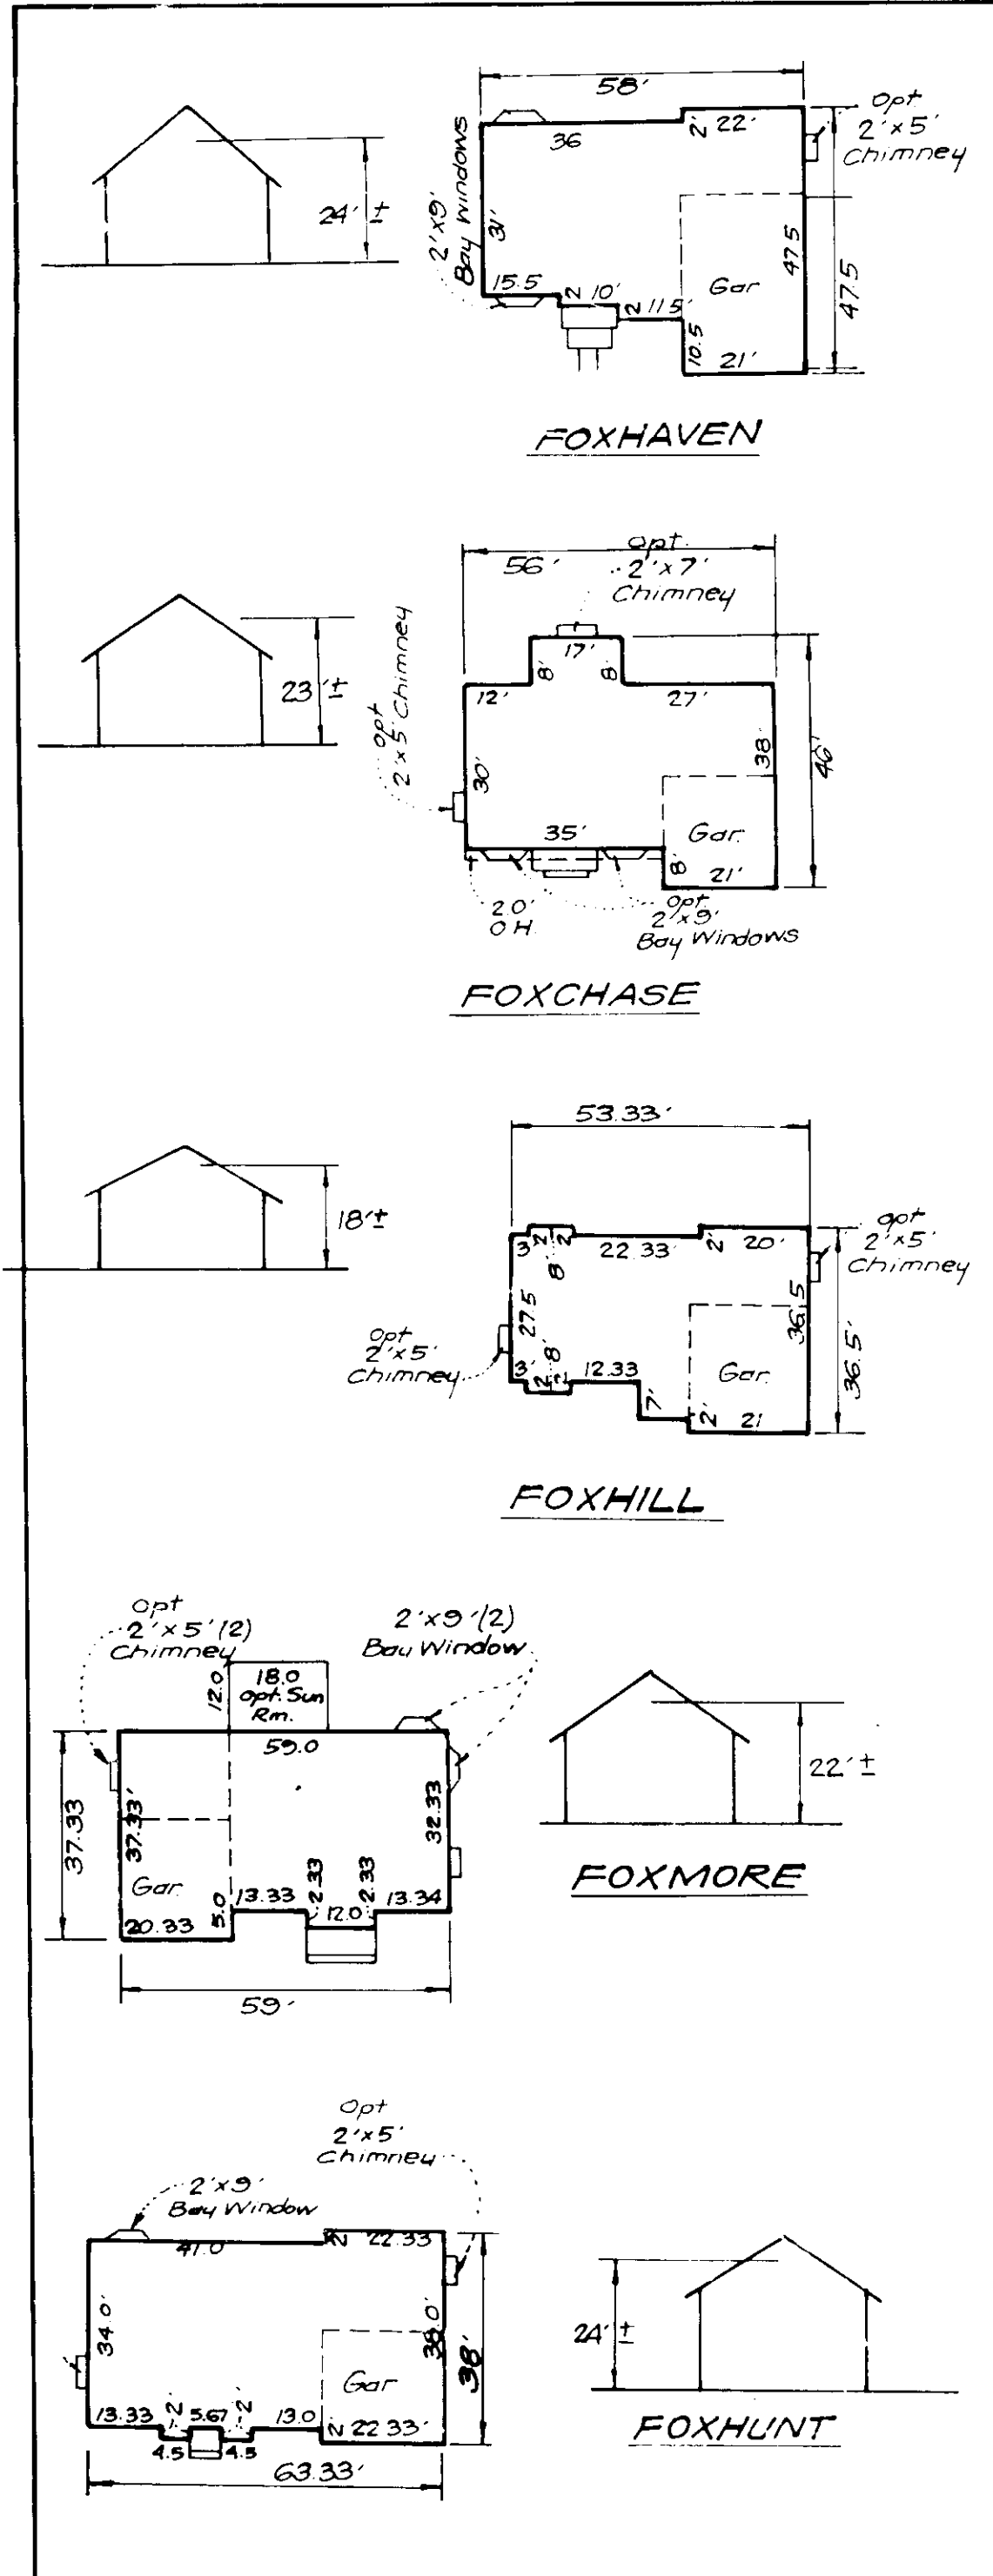 58'
Opt
2'x5'
Chimney
36
2'
22'
24'±
2'x9'
Bay Windows
31'
47.5
47.5
15.5
2
10'
2
11.5'
Gar
10.5
21'
FOXHAVEN
56'
Opt.
2'x7'
Chimney
17'
8'
8'
12'
27'
23'±
Opt
2'x5' Chimney
30'
38'
46'
35'
Gar.
8'
21'
2.0'
O.H.
Opt.
2'x9'
Bay Windows
FOXCHASE
53.33'
3'
2
2
8'
22.33'
2'
20'
Opt
2'x5'
Chimney
18'±
27.5
36.5
36.5'
Opt
2'x5'
Chimney
3'
2
2
8'
12.33
7'
Gar.
2'
21
FOXHILL
Opt
2'x5'(2)
Chimney
2'x9'(2)
Bay Window
12.0
18.0
Opt. Sun
Rm.
59.0
37.33
37.33'
32.33
22'±
Gar.
13.33
2.33
2.33
13.34
5.0
12.0
20.33
59'
FOXMORE
Opt
2'x5'
Chimney
2'x9'
Bay Window
41.0
2
22.33
34.0'
38.0'
38'
24'±
Gar
13.33
2'
5.67
2'
13.0
2
22.33'
4.5
4.5
63.33'
FOXHUNT